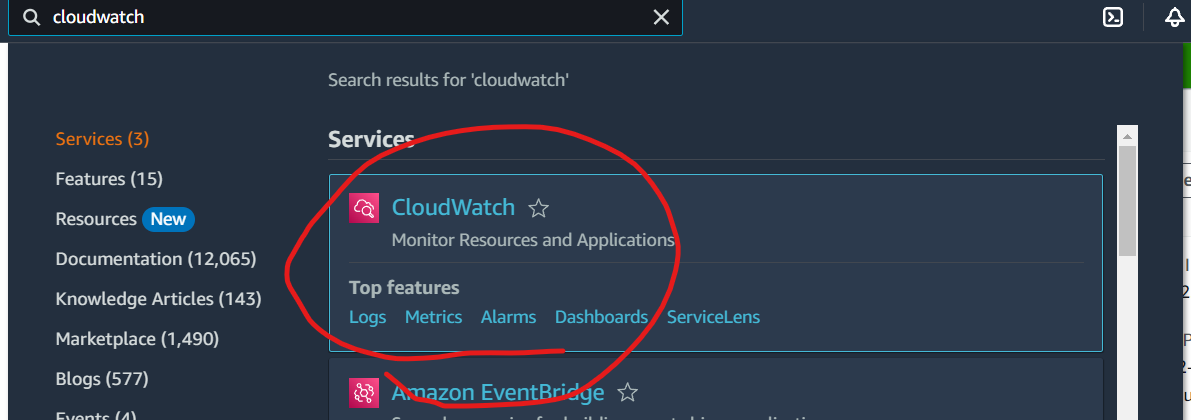 cloudwatch
Search results for 'cloudwatch'
Services (3)
Features (15)
Resources New
Documentation (12,065)
Knowledge Articles (143)
Marketplace (1,490)
Blogs (577)
Events (4)
Services
CloudWatch
Monitor Resources and Applications
Top features
Logs Metrics Alarms Dashboards ServiceLens
Amazon EventBridge